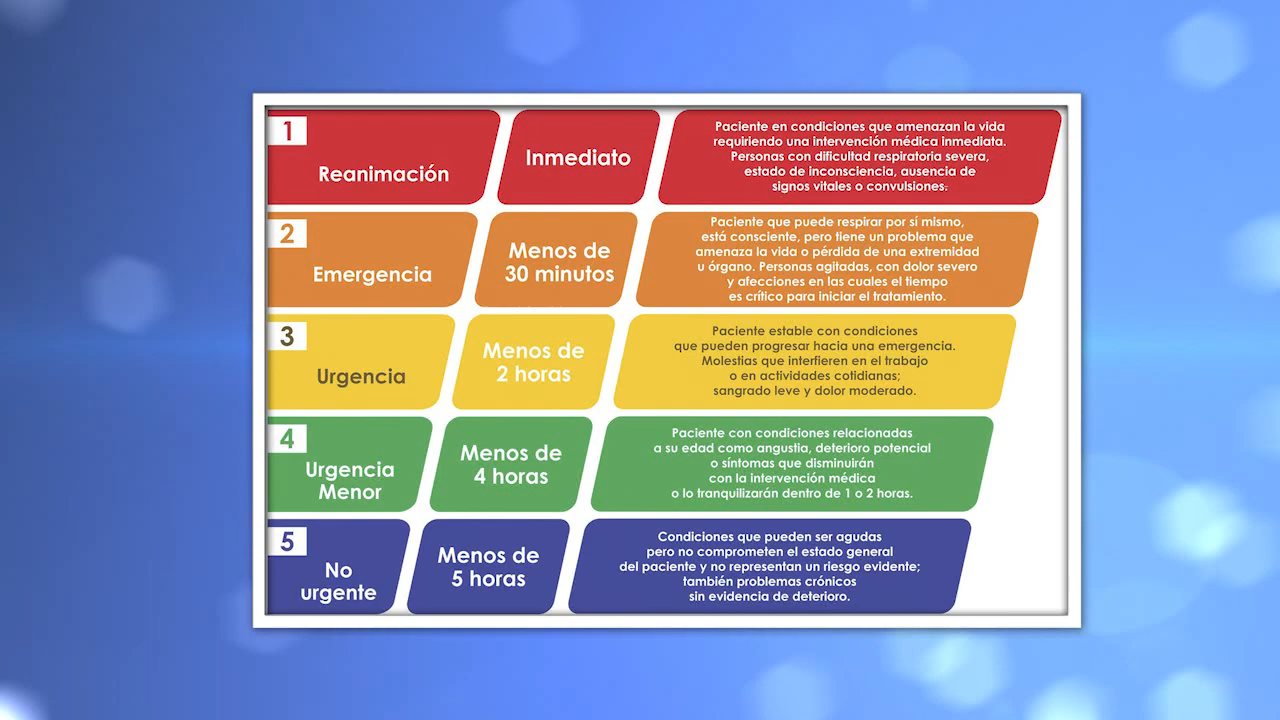 1
Reanimación
Inmediato
Paciente en condiciones que amenazan la vida
requiriendo una intervención médica inmediata.
Personas con dificultad respiratoria severa,
estado de inconsciencia, ausencia de
signos vitales o convulsiones.
2
Emergencia
Menos de
30 minutos
Paciente que puede respirar por sí mismo,
está consciente, pero tiene un problema que
amenaza la vida o pérdida de una extremidad
u órgano. Personas agitadas, con dolor severo
y afecciones en las cuales el tiempo
es crítico para iniciar el tratamiento.
3
Urgencia
Menos de
2 horas
Paciente estable con condiciones
que pueden progresar hacia una emergencia.
Molestias que interfieren en el trabajo
o en actividades cotidianas;
sangrado leve y dolor moderado.
4
Urgencia
Menor
Menos de
4 horas
Paciente con condiciones relacionadas
a su edad como angustia, deterioro potencial
o síntomas que disminuirán
con la intervención médica
o lo tranquilizarán dentro de 1 o 2 horas.
5
No
urgente
Menos de
5 horas
Condiciones que pueden ser agudas
pero no comprometen el estado general
del paciente y no representan un riesgo evidente;
también problemas crónicos
sin evidencia de deterioro.